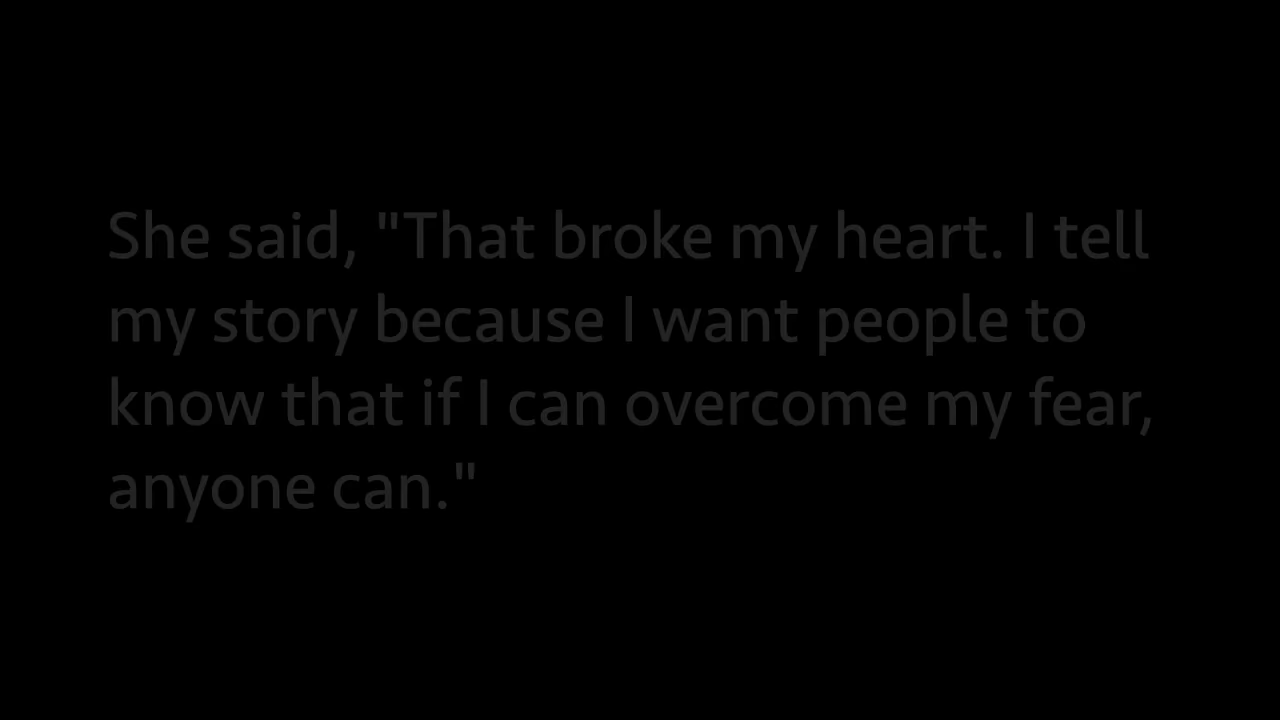 She said, "That broke my heart. I tell
my story because I want people to
know that if I can overcome my fear,
anyone can."